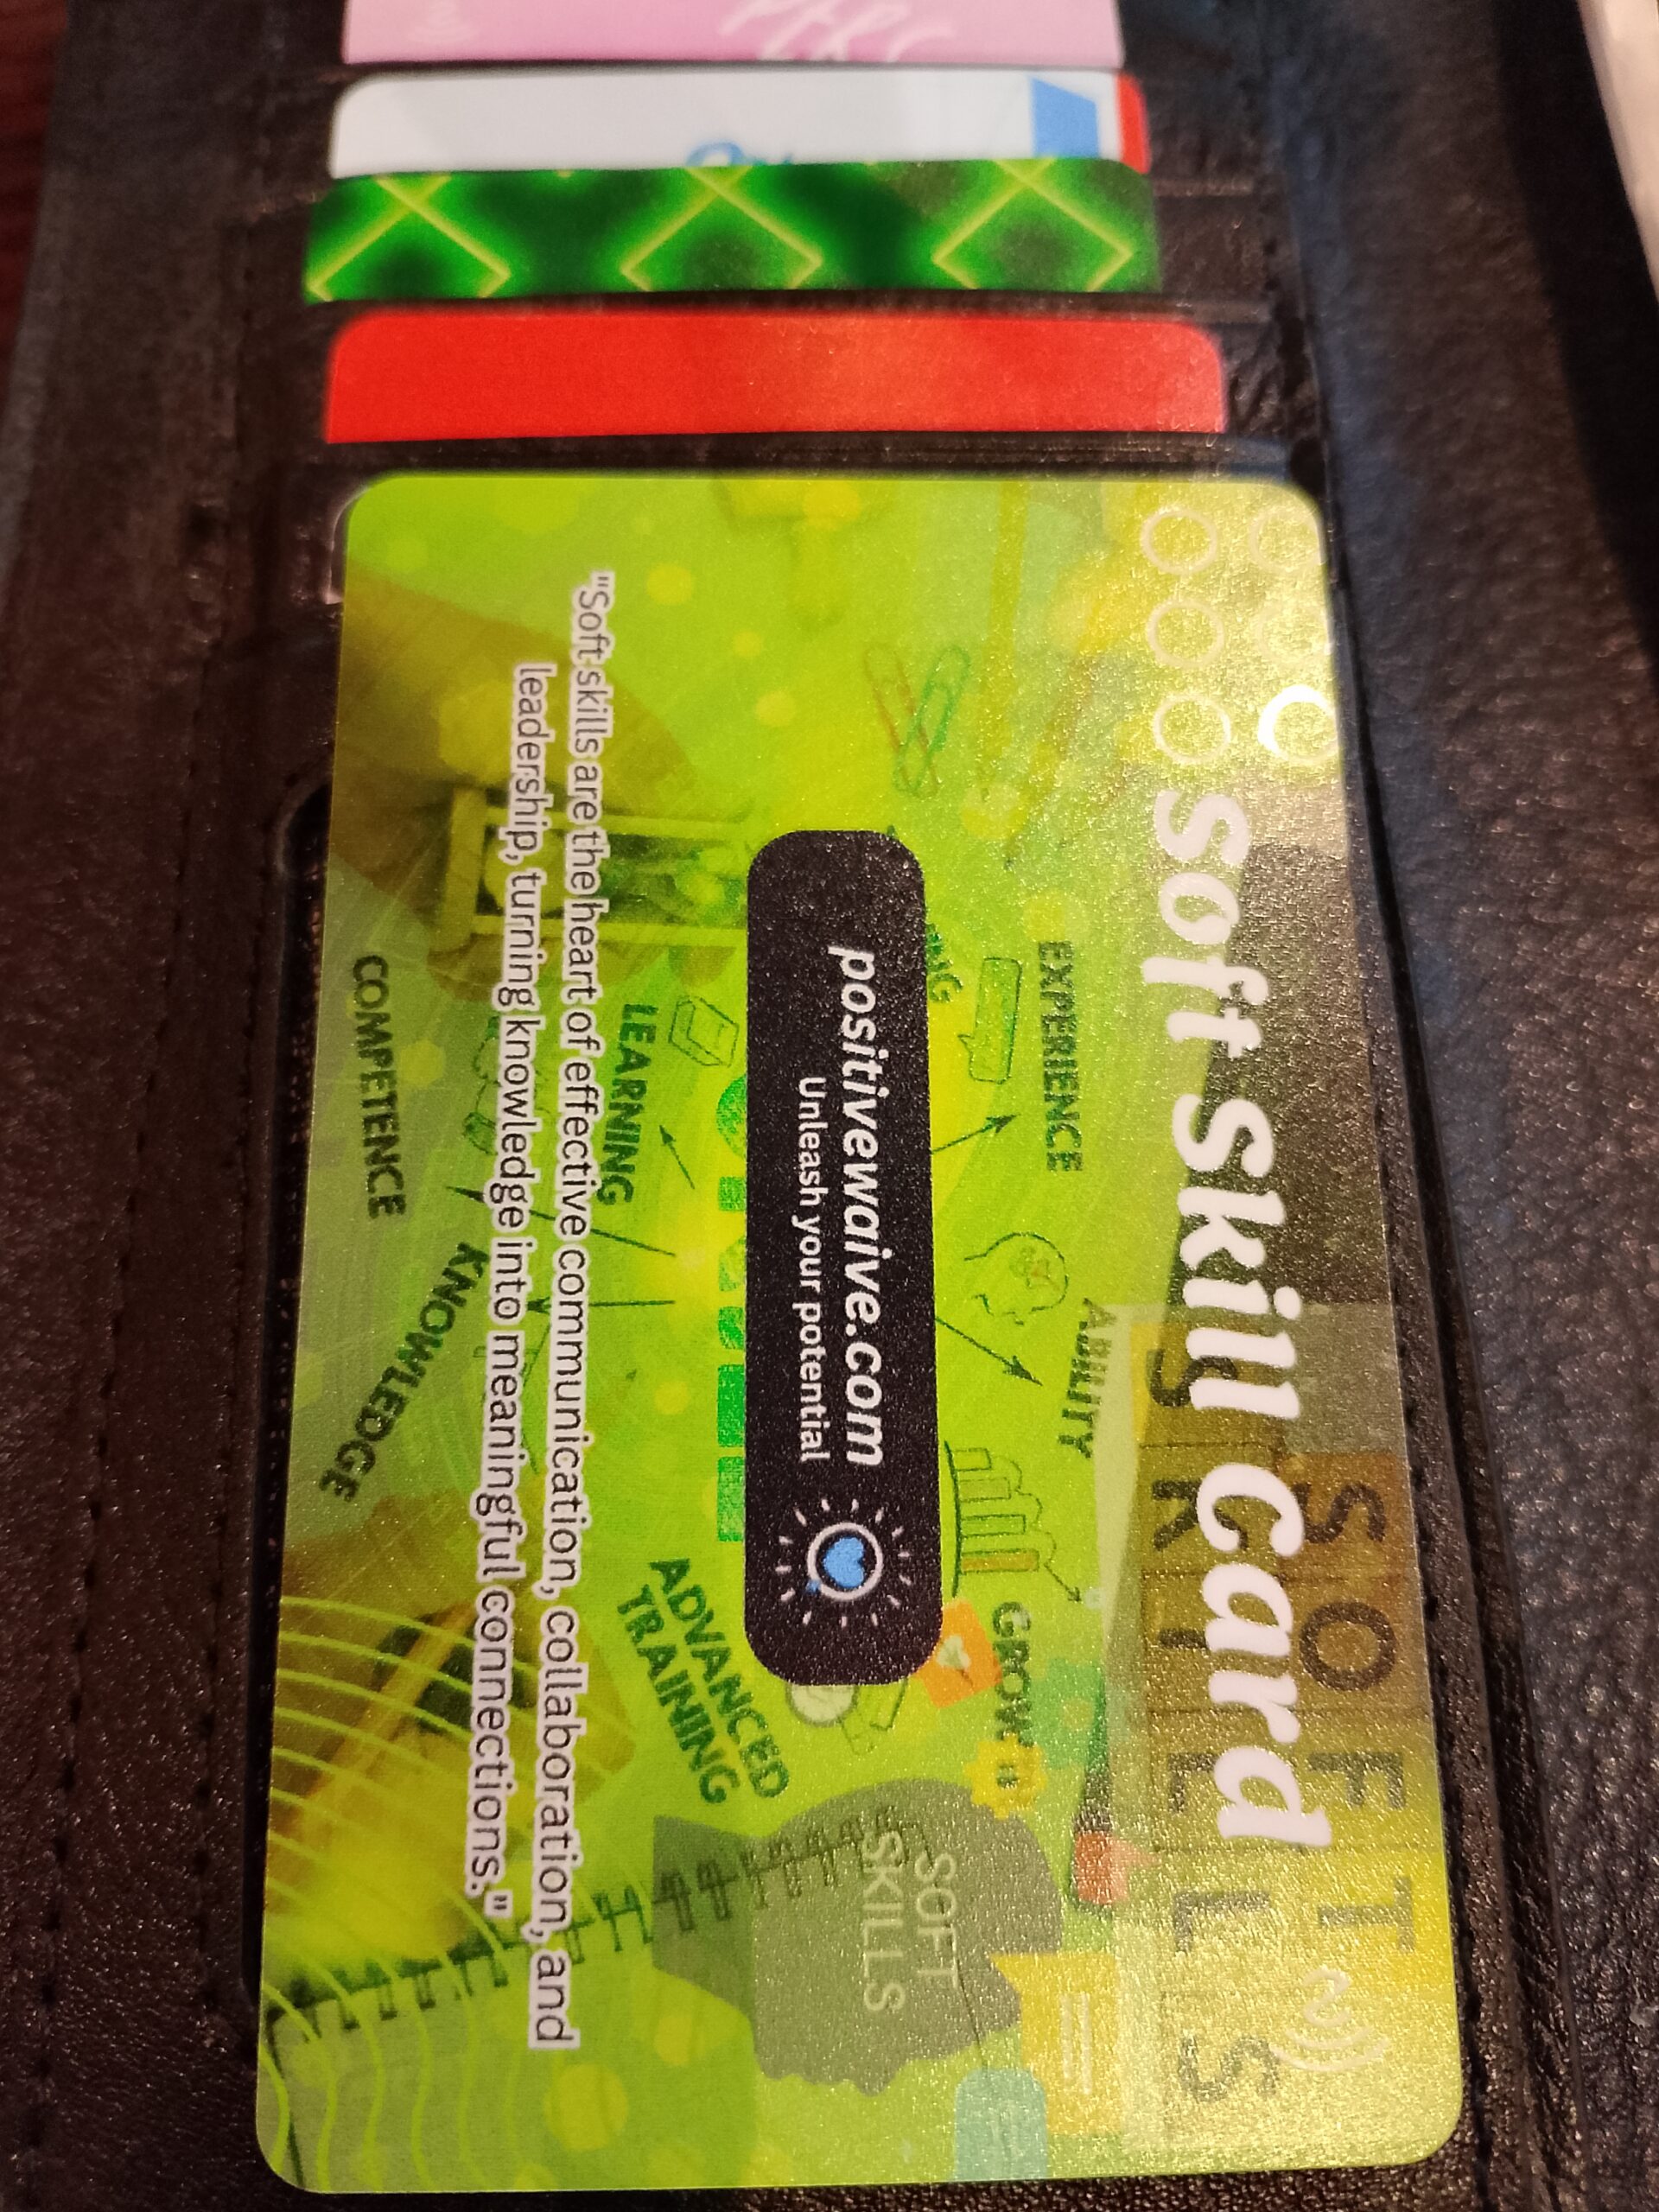 soft skill card
SOFT
SKILLS
EXPERIENCE
ABILITY
GROW
positivewaive.com
Unleash your potential
LEARNING
ADVANCED
TRAINING
SOFT
SKILLS
"Soft skills are the heart of effective communication, collaboration, and
leadership, turning knowledge into meaningful connections."
COMPETENCE
KNOWLEDGE